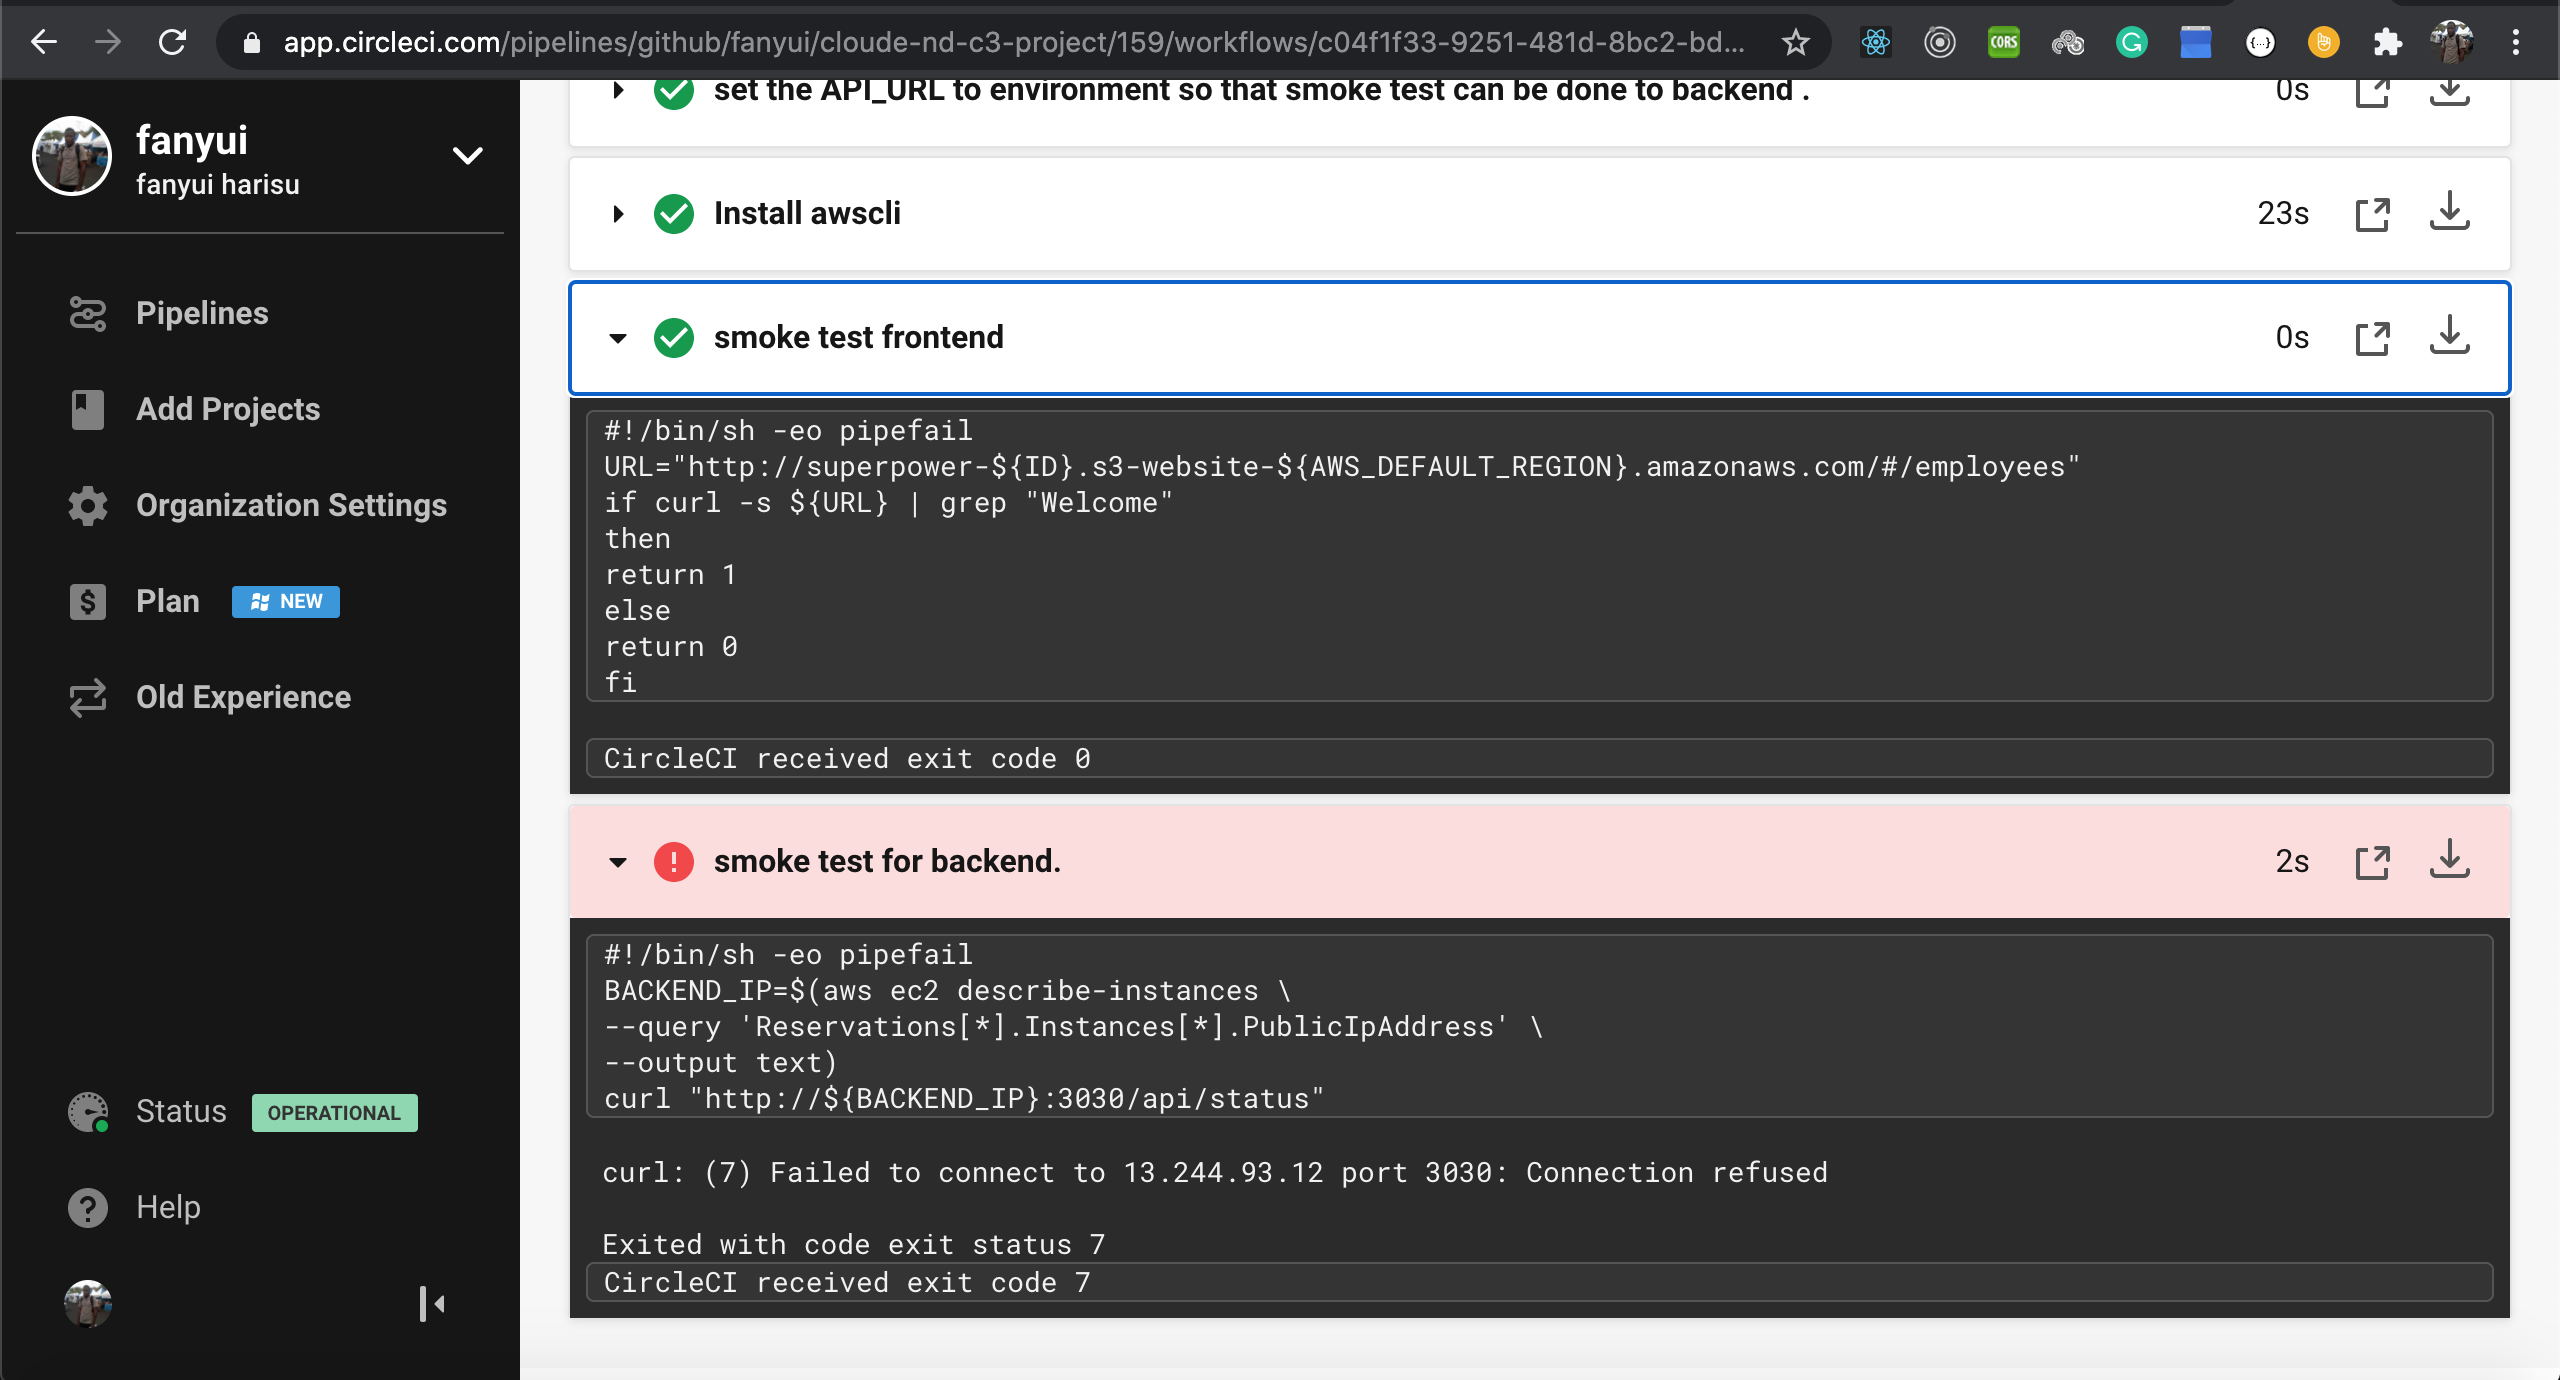 app.circleci.com/pipelines/github/fanyui/cloude-nd-c3-project/159/workflows/c04f1f33-9251-481d-8bc2-bd...
CORS
fanyui
fanyui harisu
Pipelines
Add Projects
Organization Settings
Plan NEW
Old Experience
Status OPERATIONAL
Help
set the API_URL to environment so that smoke test can be done to backend . 0s
Install awscli 23s
smoke test frontend 0s
#!/bin/sh -eo pipefail
URL="http://superpower-${ID}.s3-website-${AWS_DEFAULT_REGION}.amazonaws.com/#/employees"
if curl -s ${URL} | grep "Welcome"
then
return 1
else
return 0
fi
CircleCI received exit code 0
smoke test for backend. 2s
#!/bin/sh -eo pipefail
BACKEND_IP=$(aws ec2 describe-instances \
--query 'Reservations[*].Instances[*].PublicIpAddress' \
--output text)
curl "http://${BACKEND_IP}:3030/api/status"
curl: (7) Failed to connect to 13.244.93.12 port 3030: Connection refused
Exited with code exit status 7
CircleCI received exit code 7